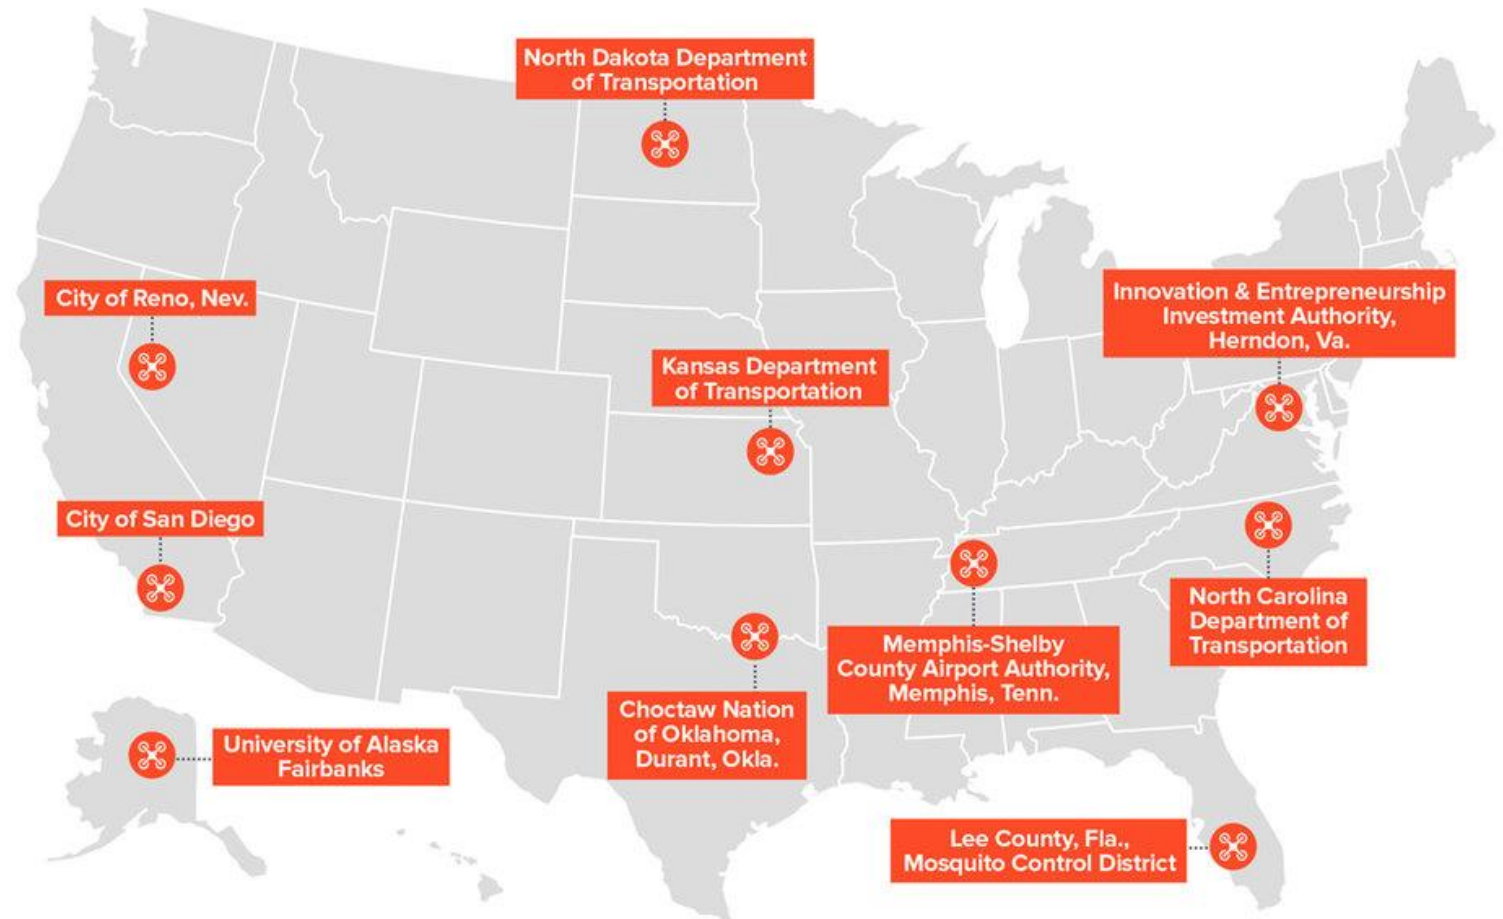 North Dakota Department
of Transportation
City of Reno, Nev.
Innovation & Entrepreneurship
Investment Authority,
Herndon, Va.
Kansas Department
of Transportation
City of San Diego
North Carolina
Department of
Transportation
Memphis-Shelby
County Airport Authority,
Memphis, Tenn.
Choctaw Nation
of Oklahoma,
Durant, Okla.
University of Alaska
Fairbanks
Lee County, Fla.,
Mosquito Control District